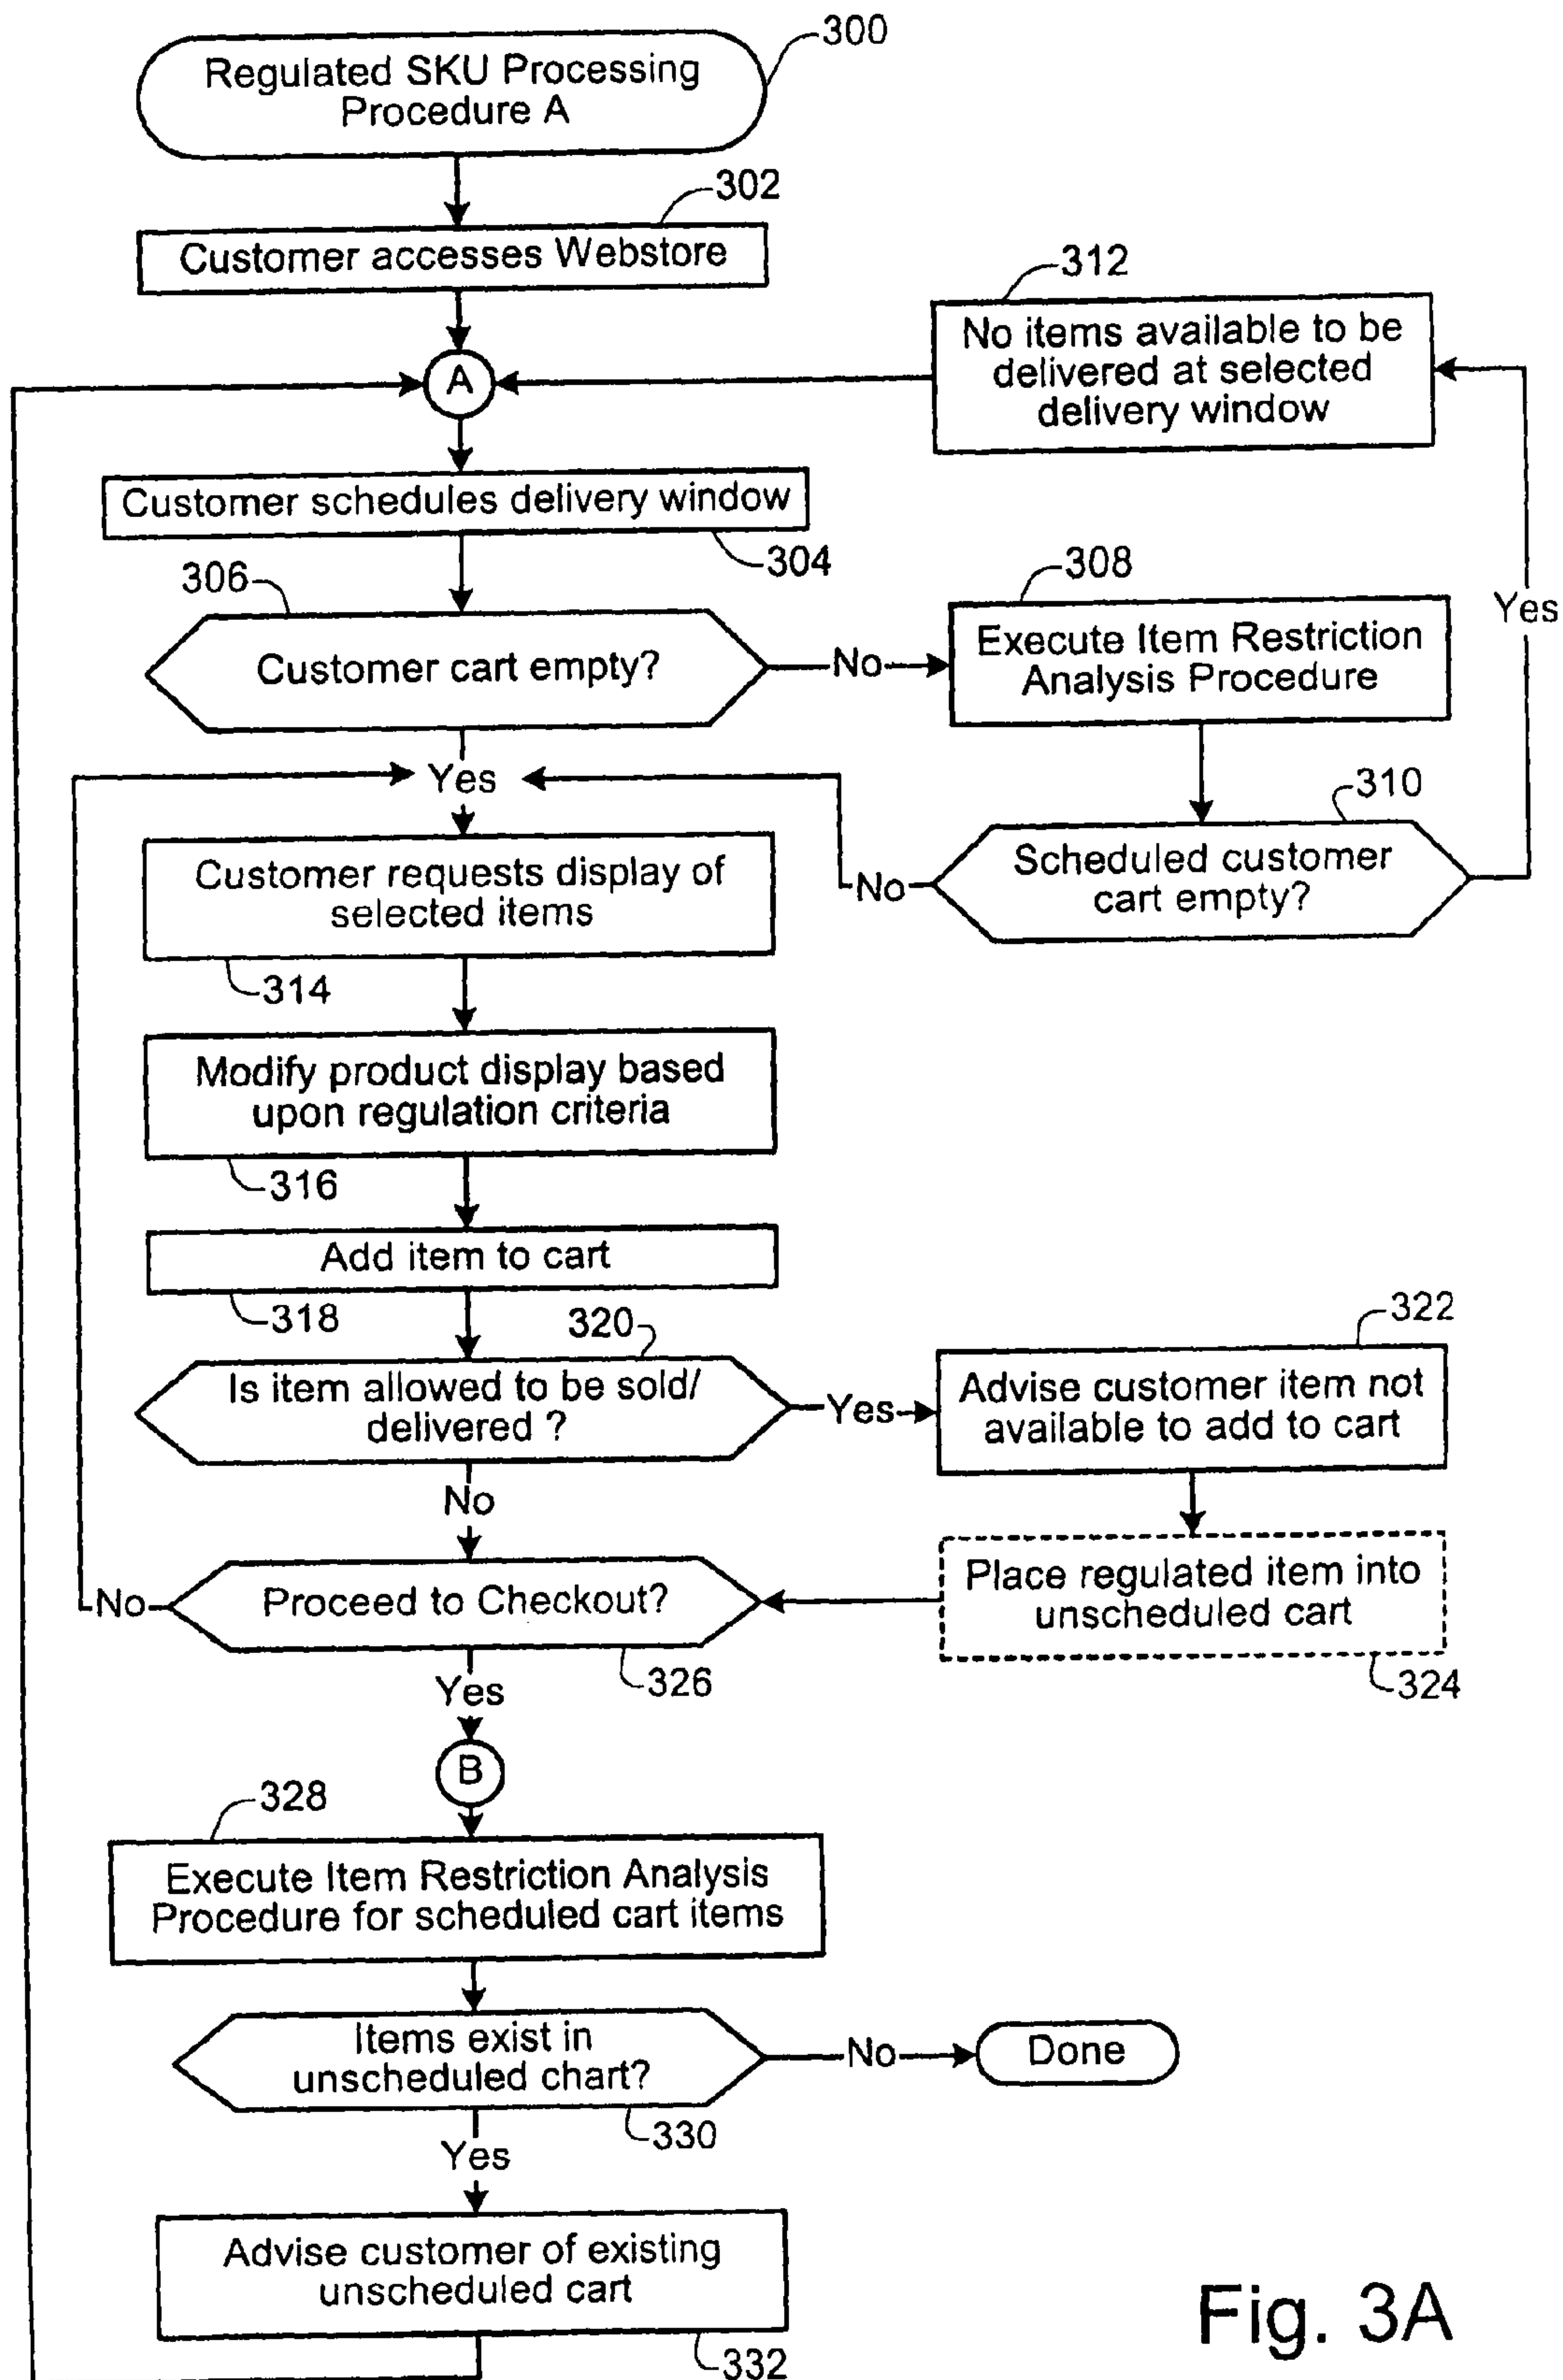 300
Regulated SKU Processing
Procedure A
302
Customer accesses Webstore
312
No items available to be
delivered at selected
delivery window
A
Customer schedules delivery window
304
306
Customer cart empty?
No
308
Execute Item Restriction
Analysis Procedure
Yes
Yes
310
Scheduled customer
cart empty?
No
Customer requests display of
selected items
314
Modify product display based
upon regulation criteria
316
Add item to cart
318
320
Is item allowed to be sold/
delivered ?
Yes
322
Advise customer item not
available to add to cart
No
Place regulated item into
unscheduled cart
324
No
Proceed to Checkout?
326
Yes
B
328
Execute Item Restriction Analysis
Procedure for scheduled cart items
Items exist in
unscheduled chart?
No
Done
330
Yes
Advise customer of existing
unscheduled cart
332
Fig. 3A